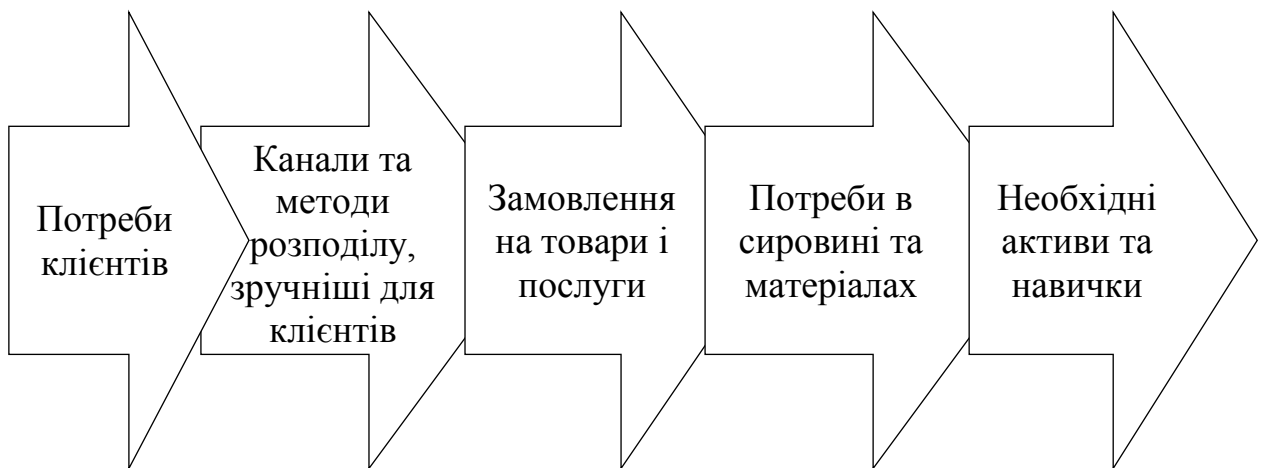 Потреби
клієнтів
Канали та
методи
розподілу,
зручніші для
клієнтів
Замовлення
на товари і
послуги
Потреби в
сировині та
матеріалах
Необхідні
активи та
навички